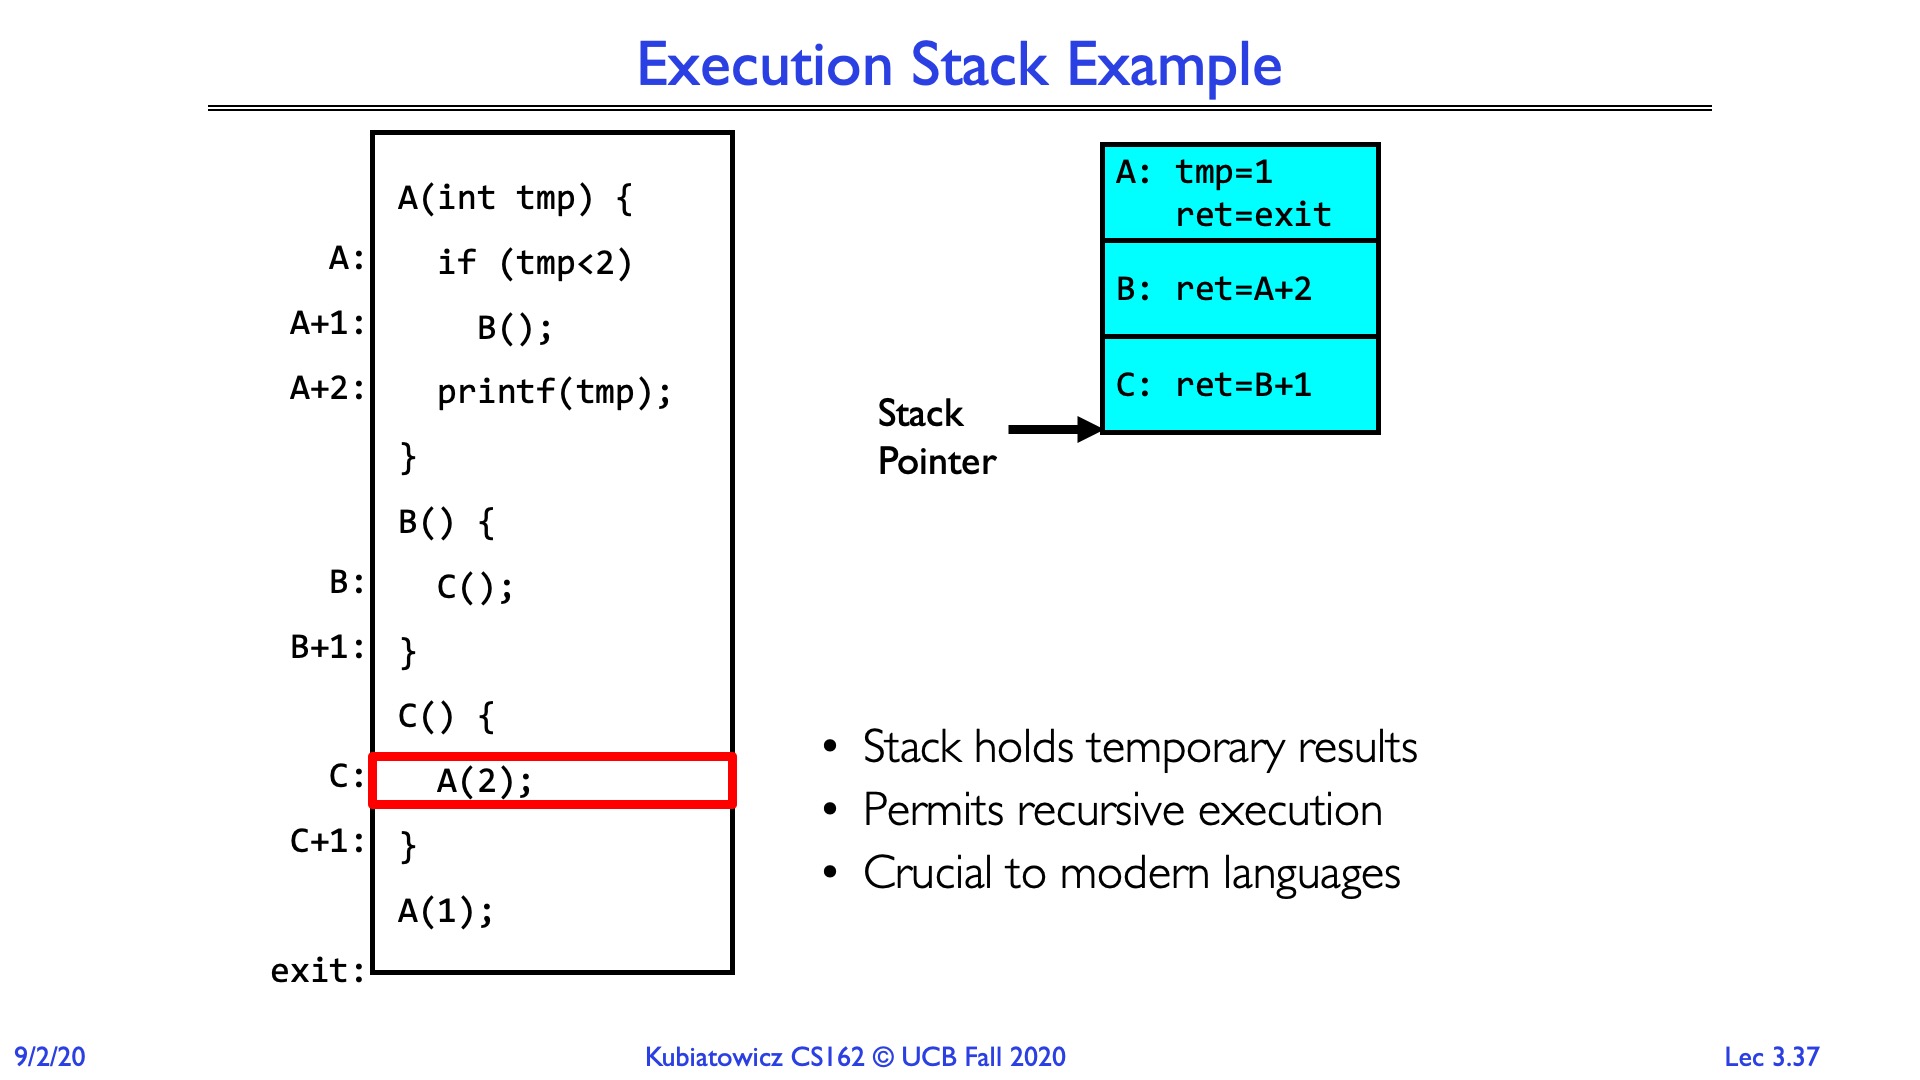 Execution Stack Example
A(int tmp) {
A: if (tmp<2)
A+1: B();
A+2: printf(tmp);
}
B() {
B: C();
B+1: }
C() {
C: A(2);
C+1: }
A(1);
exit:
A: tmp=1
ret=exit
B: ret=A+2
C: ret=B+1
Stack
Pointer
• Stack holds temporary results
• Permits recursive execution
• Crucial to modern languages
9/2/20
Kubiatowicz CS162 © UCB Fall 2020
Lec 3.37